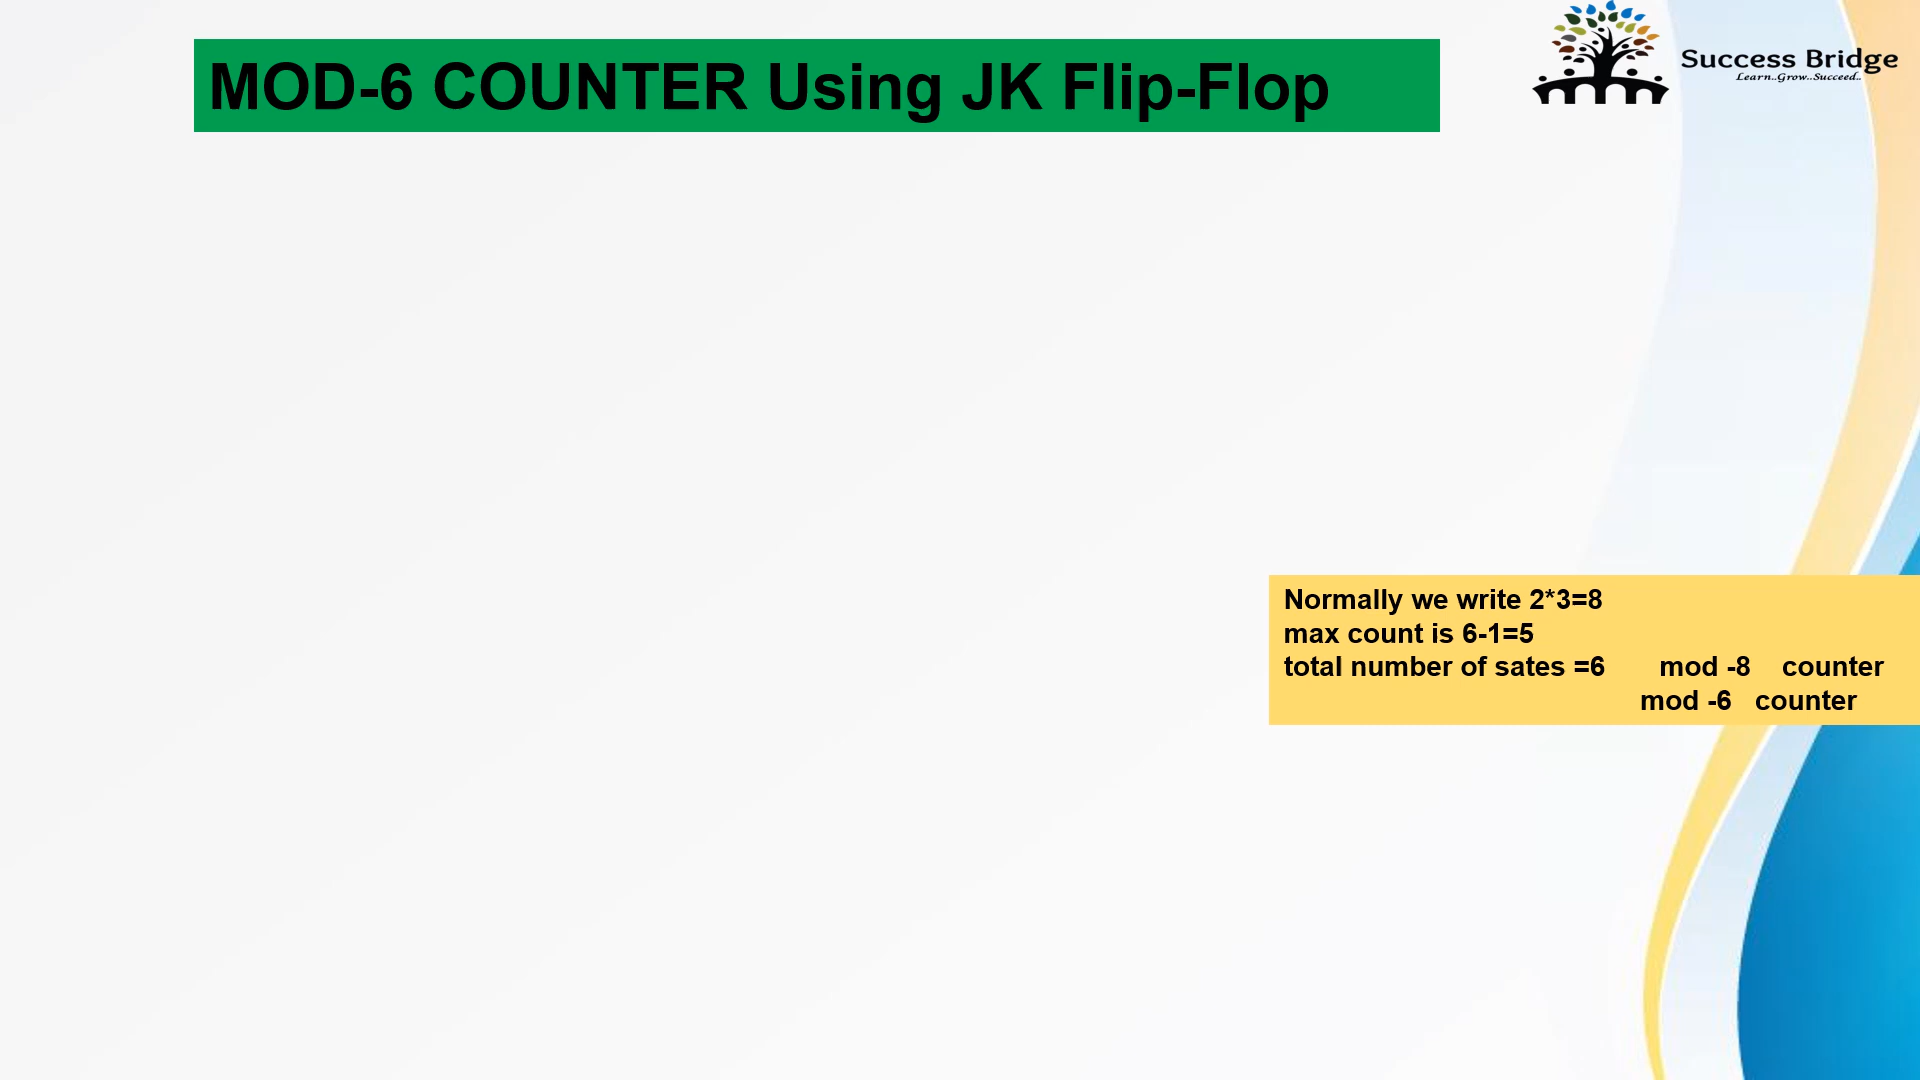 MOD-6 COUNTER Using JK Flip-Flop
Success Bridge
Learn..Grow..Succeed..
Normally we write 2*3=8
max count is 6-1=5
total number of sates =6 mod -8 counter
mod -6 counter